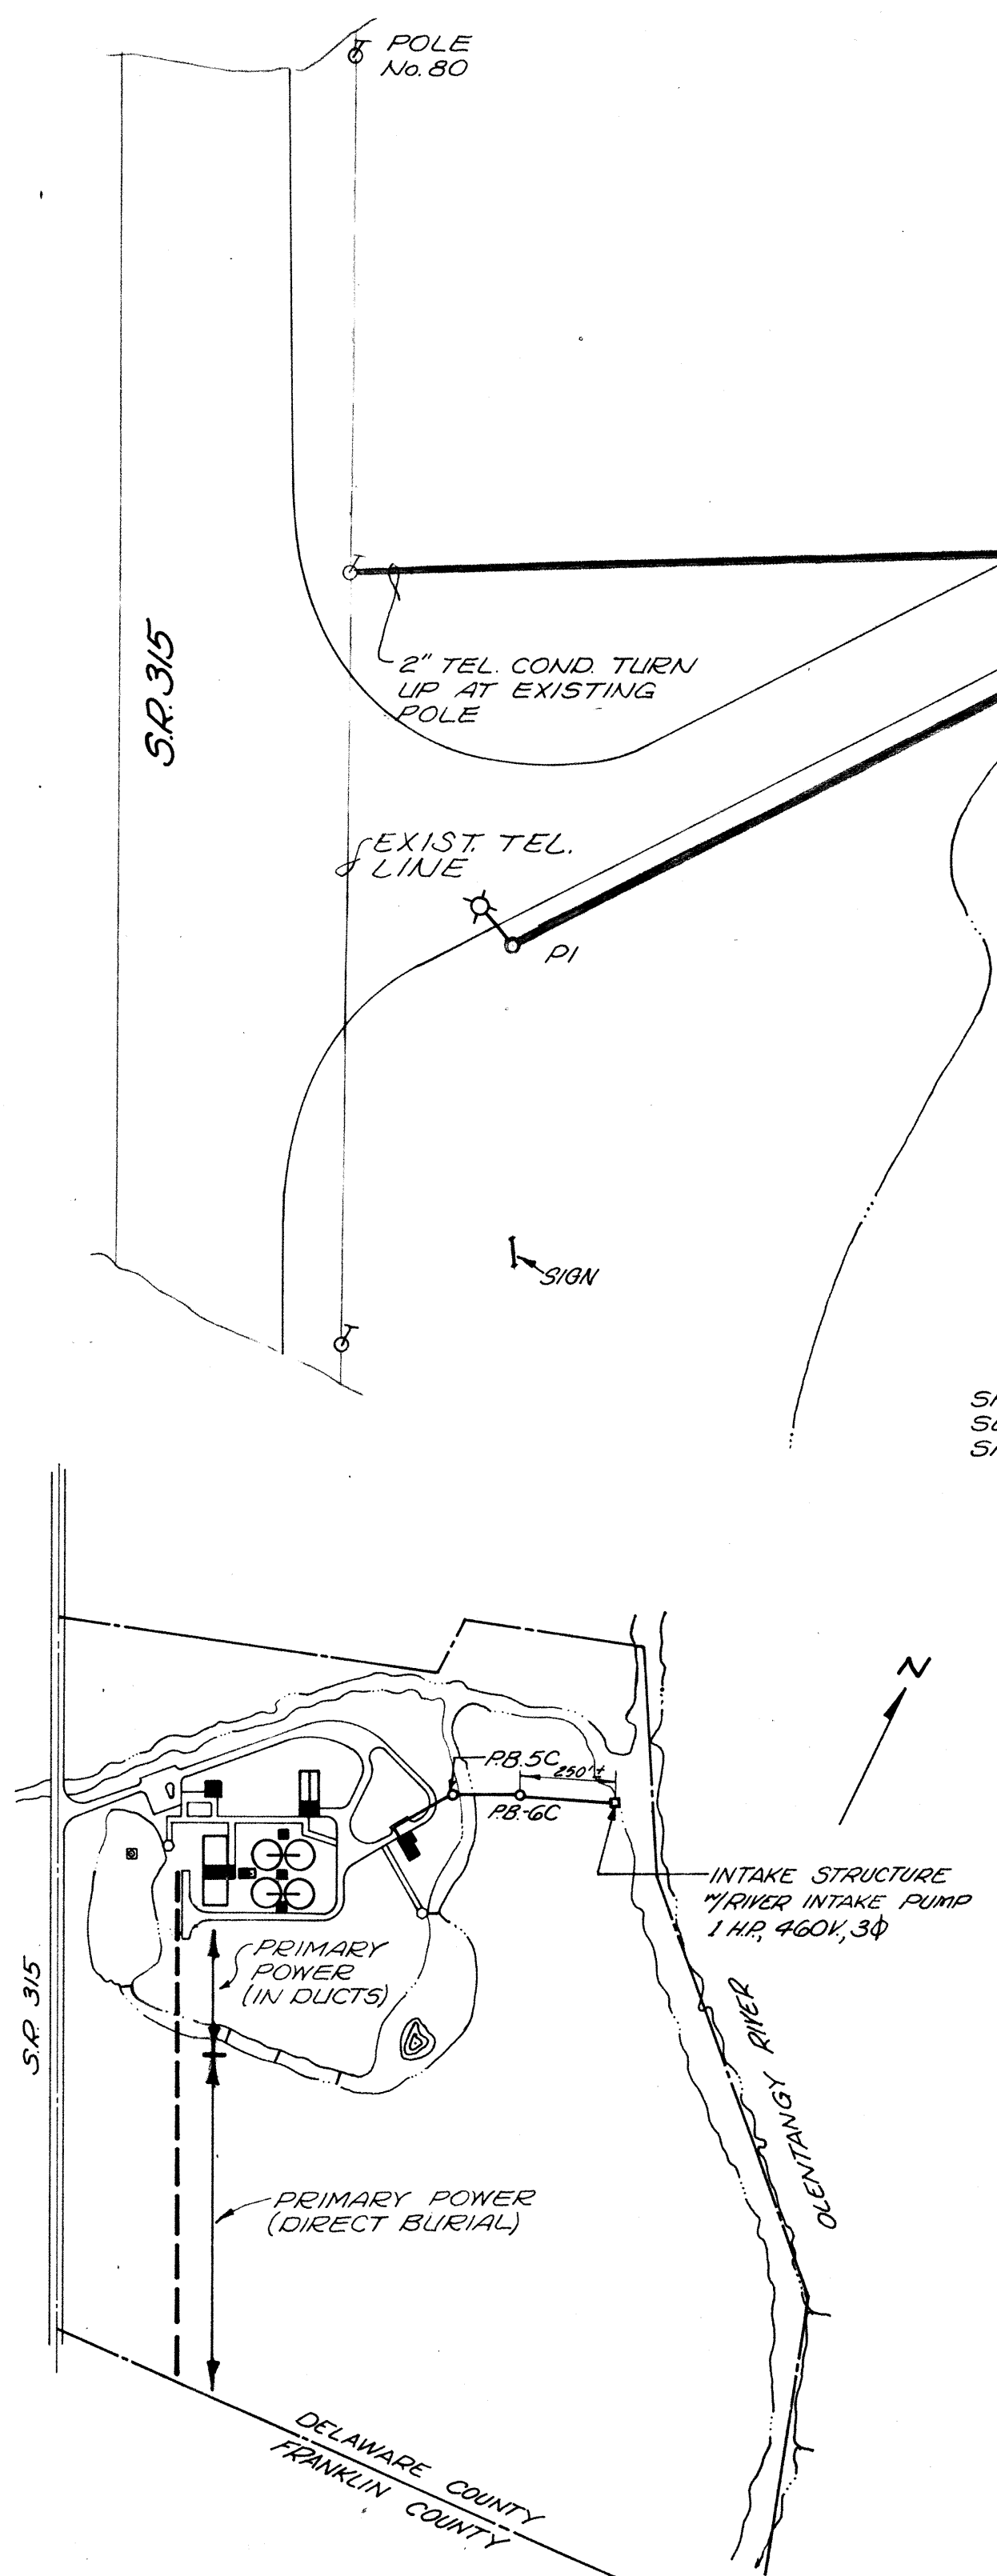 POLE
No. 80
S.R. 315
2" TEL. COND. TURN
UP AT EXISTING
POLE
EXIST. TEL.
LINE
P1
SIGN
N
P.B. 5C
250'±
P.B.-6C
INTAKE STRUCTURE
W/RIVER INTAKE PUMP
1 H.P., 460V, 3Φ
PRIMARY
POWER
(IN DUCTS)
S.R. 315
OLENTANGY RIVER
PRIMARY POWER
(DIRECT BURIAL)
DELAWARE COUNTY
FRANKLIN COUNTY